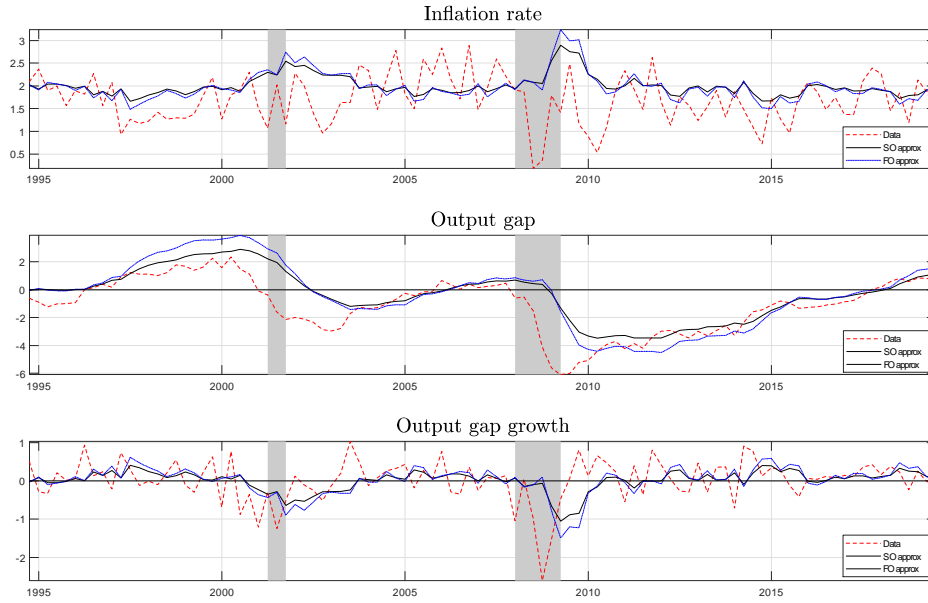 Inflation rate
3
2.5
2
1.5
1
0.5
Data
SO approx
FO approx
1995 2000 2005 2010 2015
Output gap
2
0
-2
-4
-6
Data
SO approx
FO approx
1995 2000 2005 2010 2015
Output gap growth
1
0
-1
-2
Data
SO approx
FO approx
1995 2000 2005 2010 2015